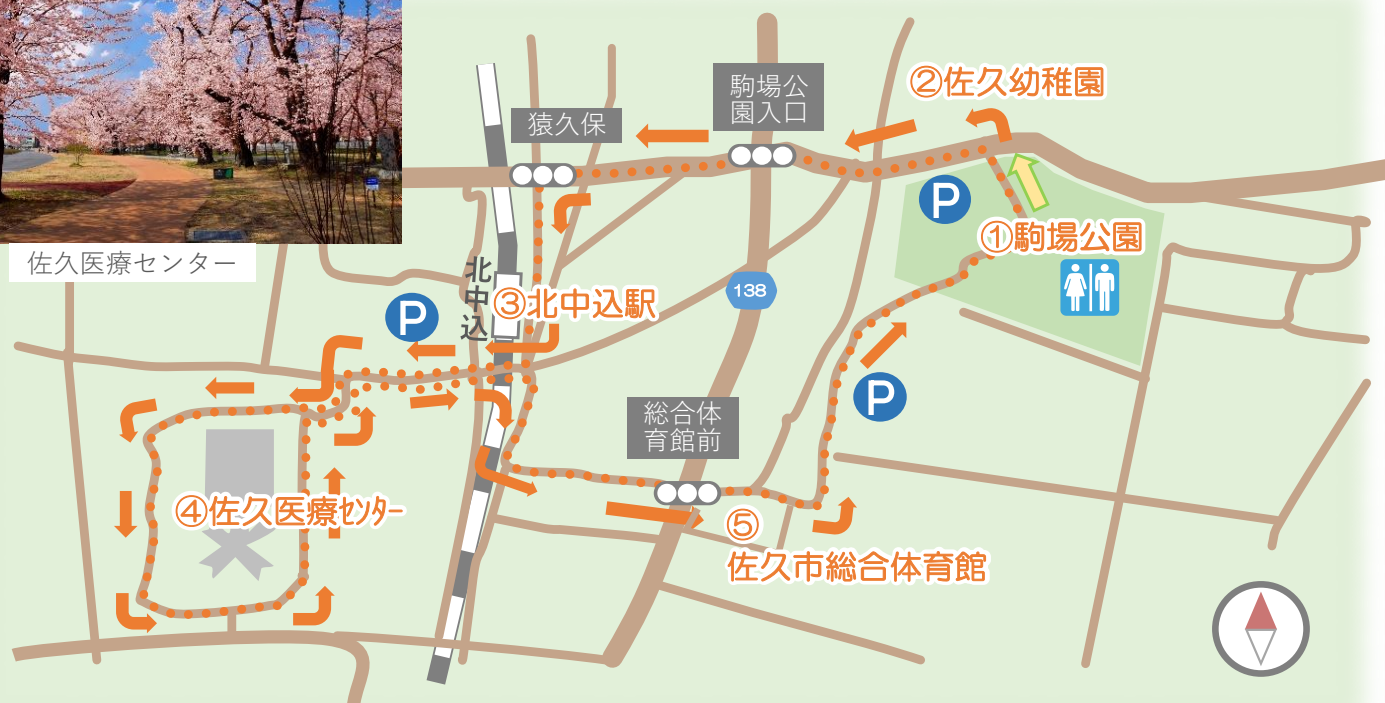 佐久医療センター
猿久保
駒場公
園入口
②佐久幼稚園
P
①駒場公園
138
北中込
③北中込駅
P
P
総合体
育館前
④佐久医療ｾﾝﾀｰ
⑤
佐久市総合体育館